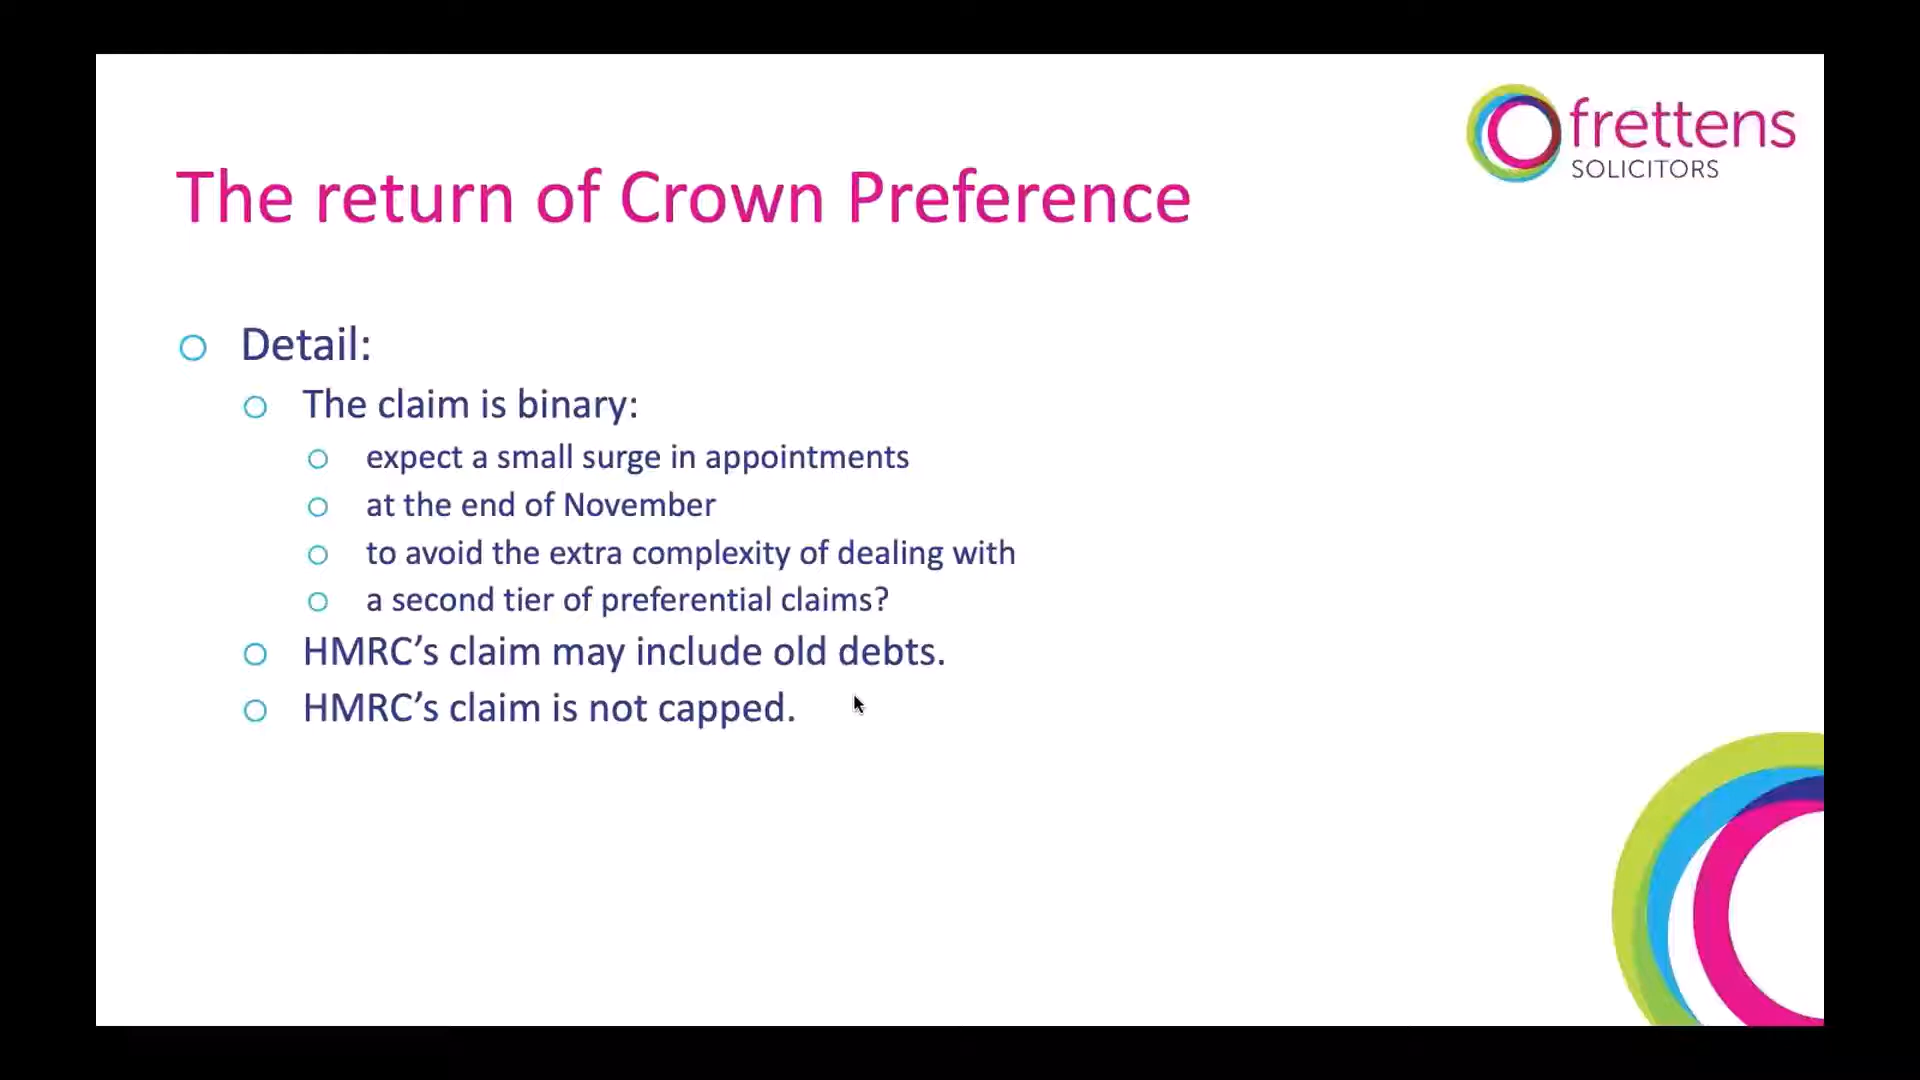 frettens
SOLICITORS
The return of Crown Preference
Detail:
The claim is binary:
expect a small surge in appointments
at the end of November
to avoid the extra complexity of dealing with
a second tier of preferential claims?
HMRC’s claim may include old debts.
HMRC’s claim is not capped.